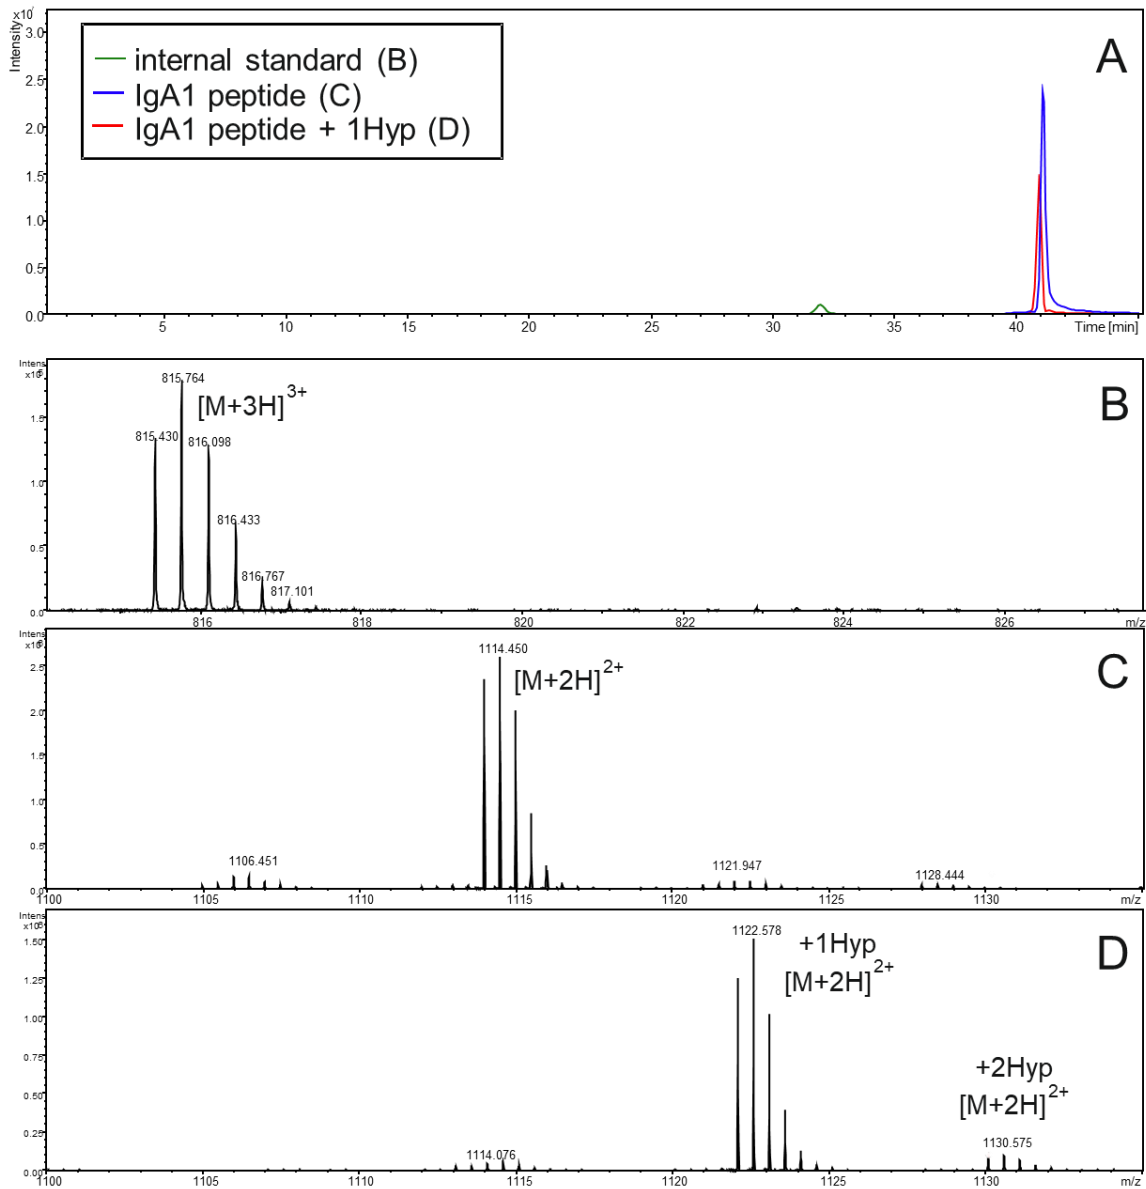 x10⁷
Intensity
3.0
2.5
2.0
1.5
1.0
0.5
0.0
internal standard (B)
IgA1 peptide (C)
IgA1 peptide + 1Hyp (D)
A
5 10 15 20 25 30 35 40 Time [min]
Intens
1.5
1.0
0.5
0.0
815.430
815.764
816.098
816.433
816.767
817.101
[M+3H]³⁺
B
816 818 820 822 824 826 m/z
Intens
2.5
2.0
1.5
1.0
0.5
0.0
1106.451
1114.450
[M+2H]²⁺
1121.947
1128.444
C
1100 1105 1110 1115 1120 1125 1130 m/z
Intens
1.50
1.25
1.00
0.75
0.50
0.25
0.00
1114.076
1122.578
+1Hyp
[M+2H]²⁺
+2Hyp
[M+2H]²⁺
1130.575
D
1100 1105 1110 1115 1120 1125 1130 m/z